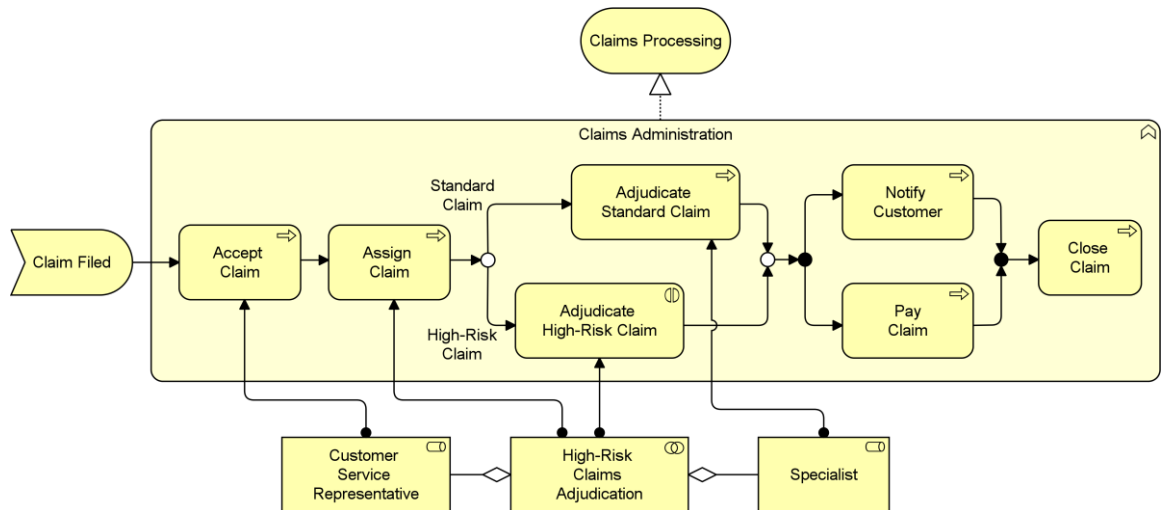 Claims Processing
Claims Administration
Standard
Claim
Adjudicate
Standard Claim
Notify
Customer
Claim Filed
Accept
Claim
Assign
Claim
Close
Claim
High-Risk
Claim
Adjudicate
High-Risk Claim
Pay
Claim
Customer
Service
Representative
High-Risk
Claims
Adjudication
Specialist